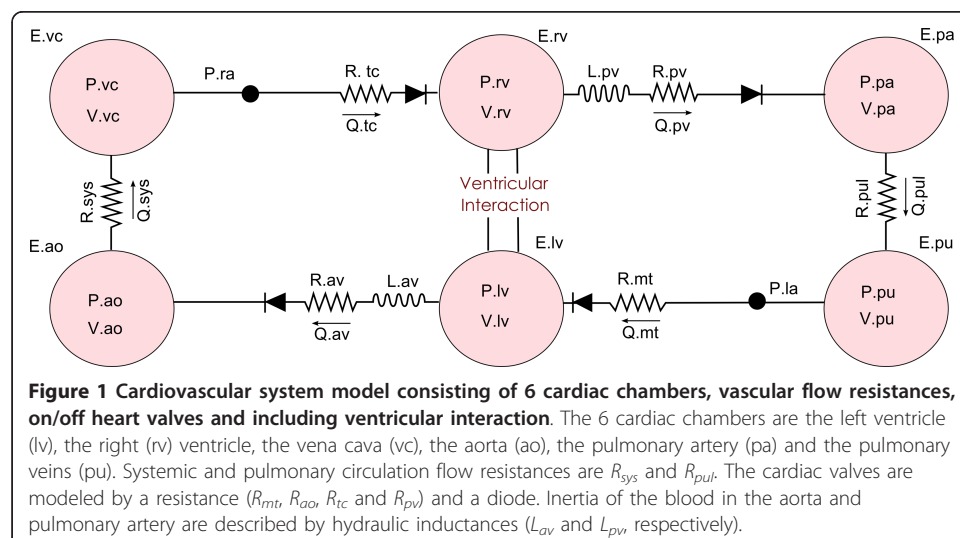 E.vc
E.rv
E.pa
P.ra
R. tc
L.pv
R.pv
P.vc
V.vc
P.rv
V.rv
P.pa
V.pa
Q.tc
Q.pv
R.sys
Q.sys
Ventricular
Interaction
R.pul
Q.pul
E.ao
E.lv
E.pu
R.av
L.av
R.mt
P.la
P.ao
V.ao
P.lv
V.lv
P.pu
V.pu
Q.av
Q.mt
Figure 1 Cardiovascular system model consisting of 6 cardiac chambers, vascular flow resistances,
on/off heart valves and including ventricular interaction. The 6 cardiac chambers are the left ventricle
(lv), the right (rv) ventricle, the vena cava (vc), the aorta (ao), the pulmonary artery (pa) and the pulmonary
veins (pu). Systemic and pulmonary circulation flow resistances are Rsys and Rpul. The cardiac valves are
modeled by a resistance (Rmt, Rao, Rtc and Rpv) and a diode. Inertia of the blood in the aorta and
pulmonary artery are described by hydraulic inductances (Lav and Lpv, respectively).